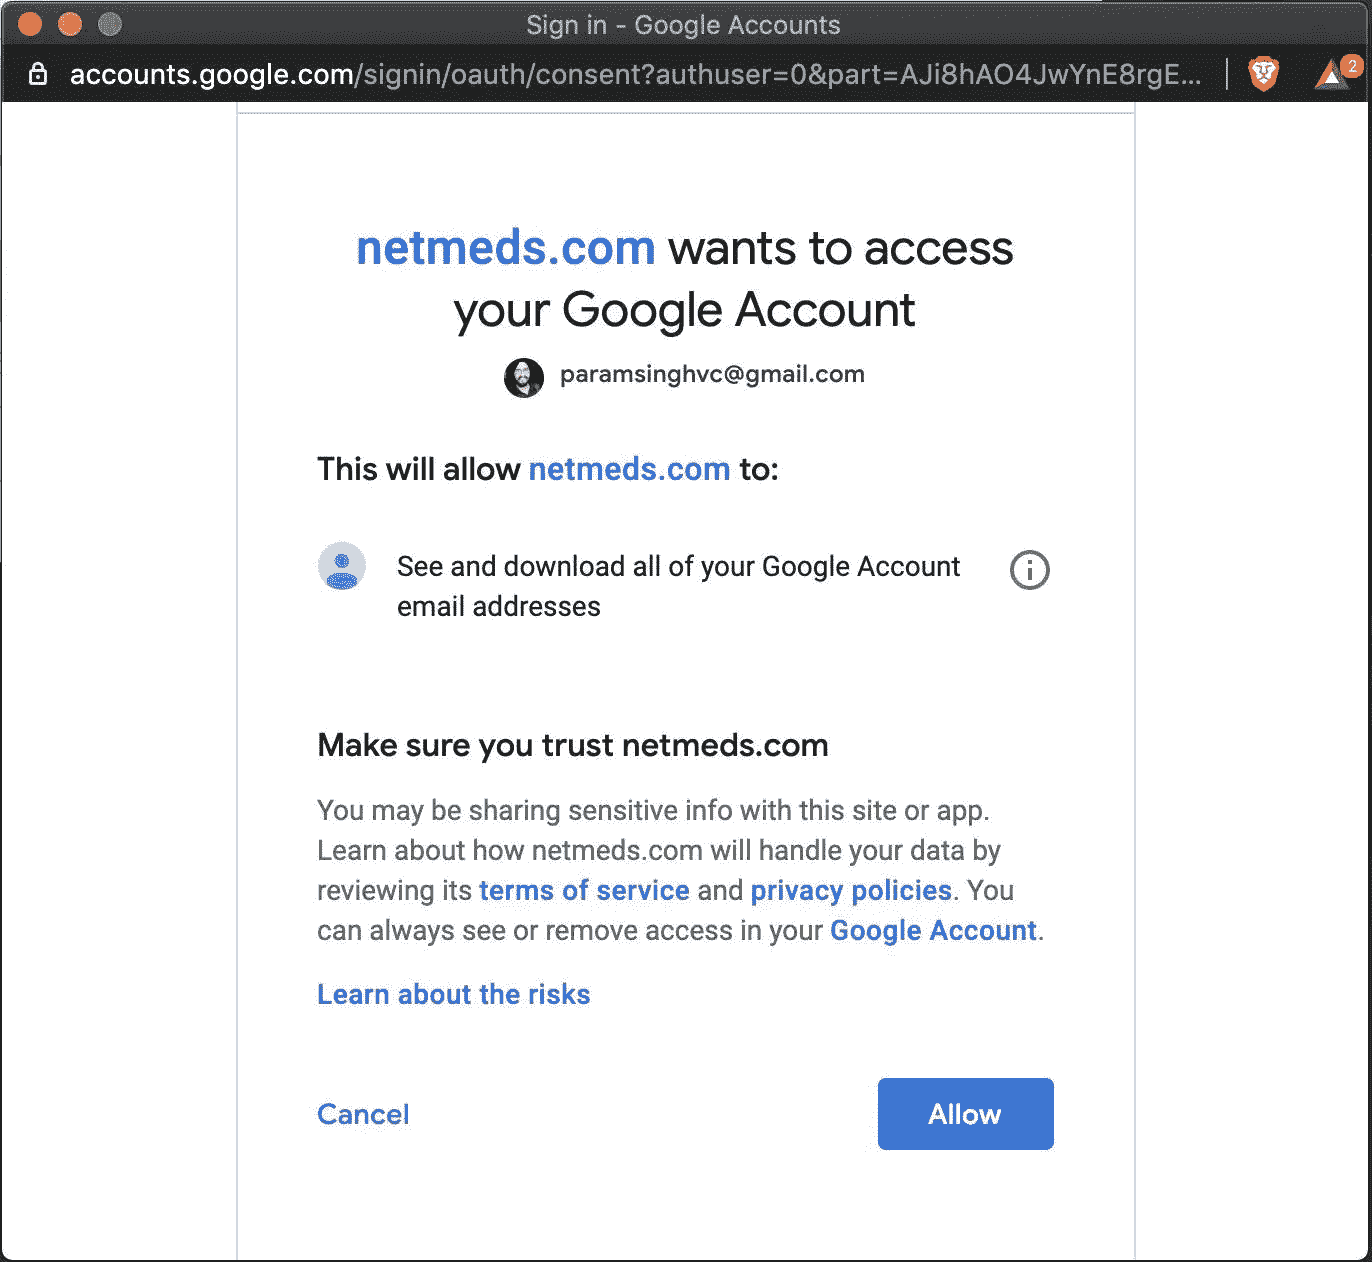 Sign in - Google Accounts
accounts.google.com/signin/oauth/consent?authuser=0&part=AJi8hAO4JwYnE8rgE...
2
netmeds.com wants to access
your Google Account
paramsinghvc@gmail.com
This will allow netmeds.com to:
See and download all of your Google Account
email addresses
Make sure you trust netmeds.com
You may be sharing sensitive info with this site or app.
Learn about how netmeds.com will handle your data by
reviewing its terms of service and privacy policies. You
can always see or remove access in your Google Account.
Learn about the risks
Cancel
Allow